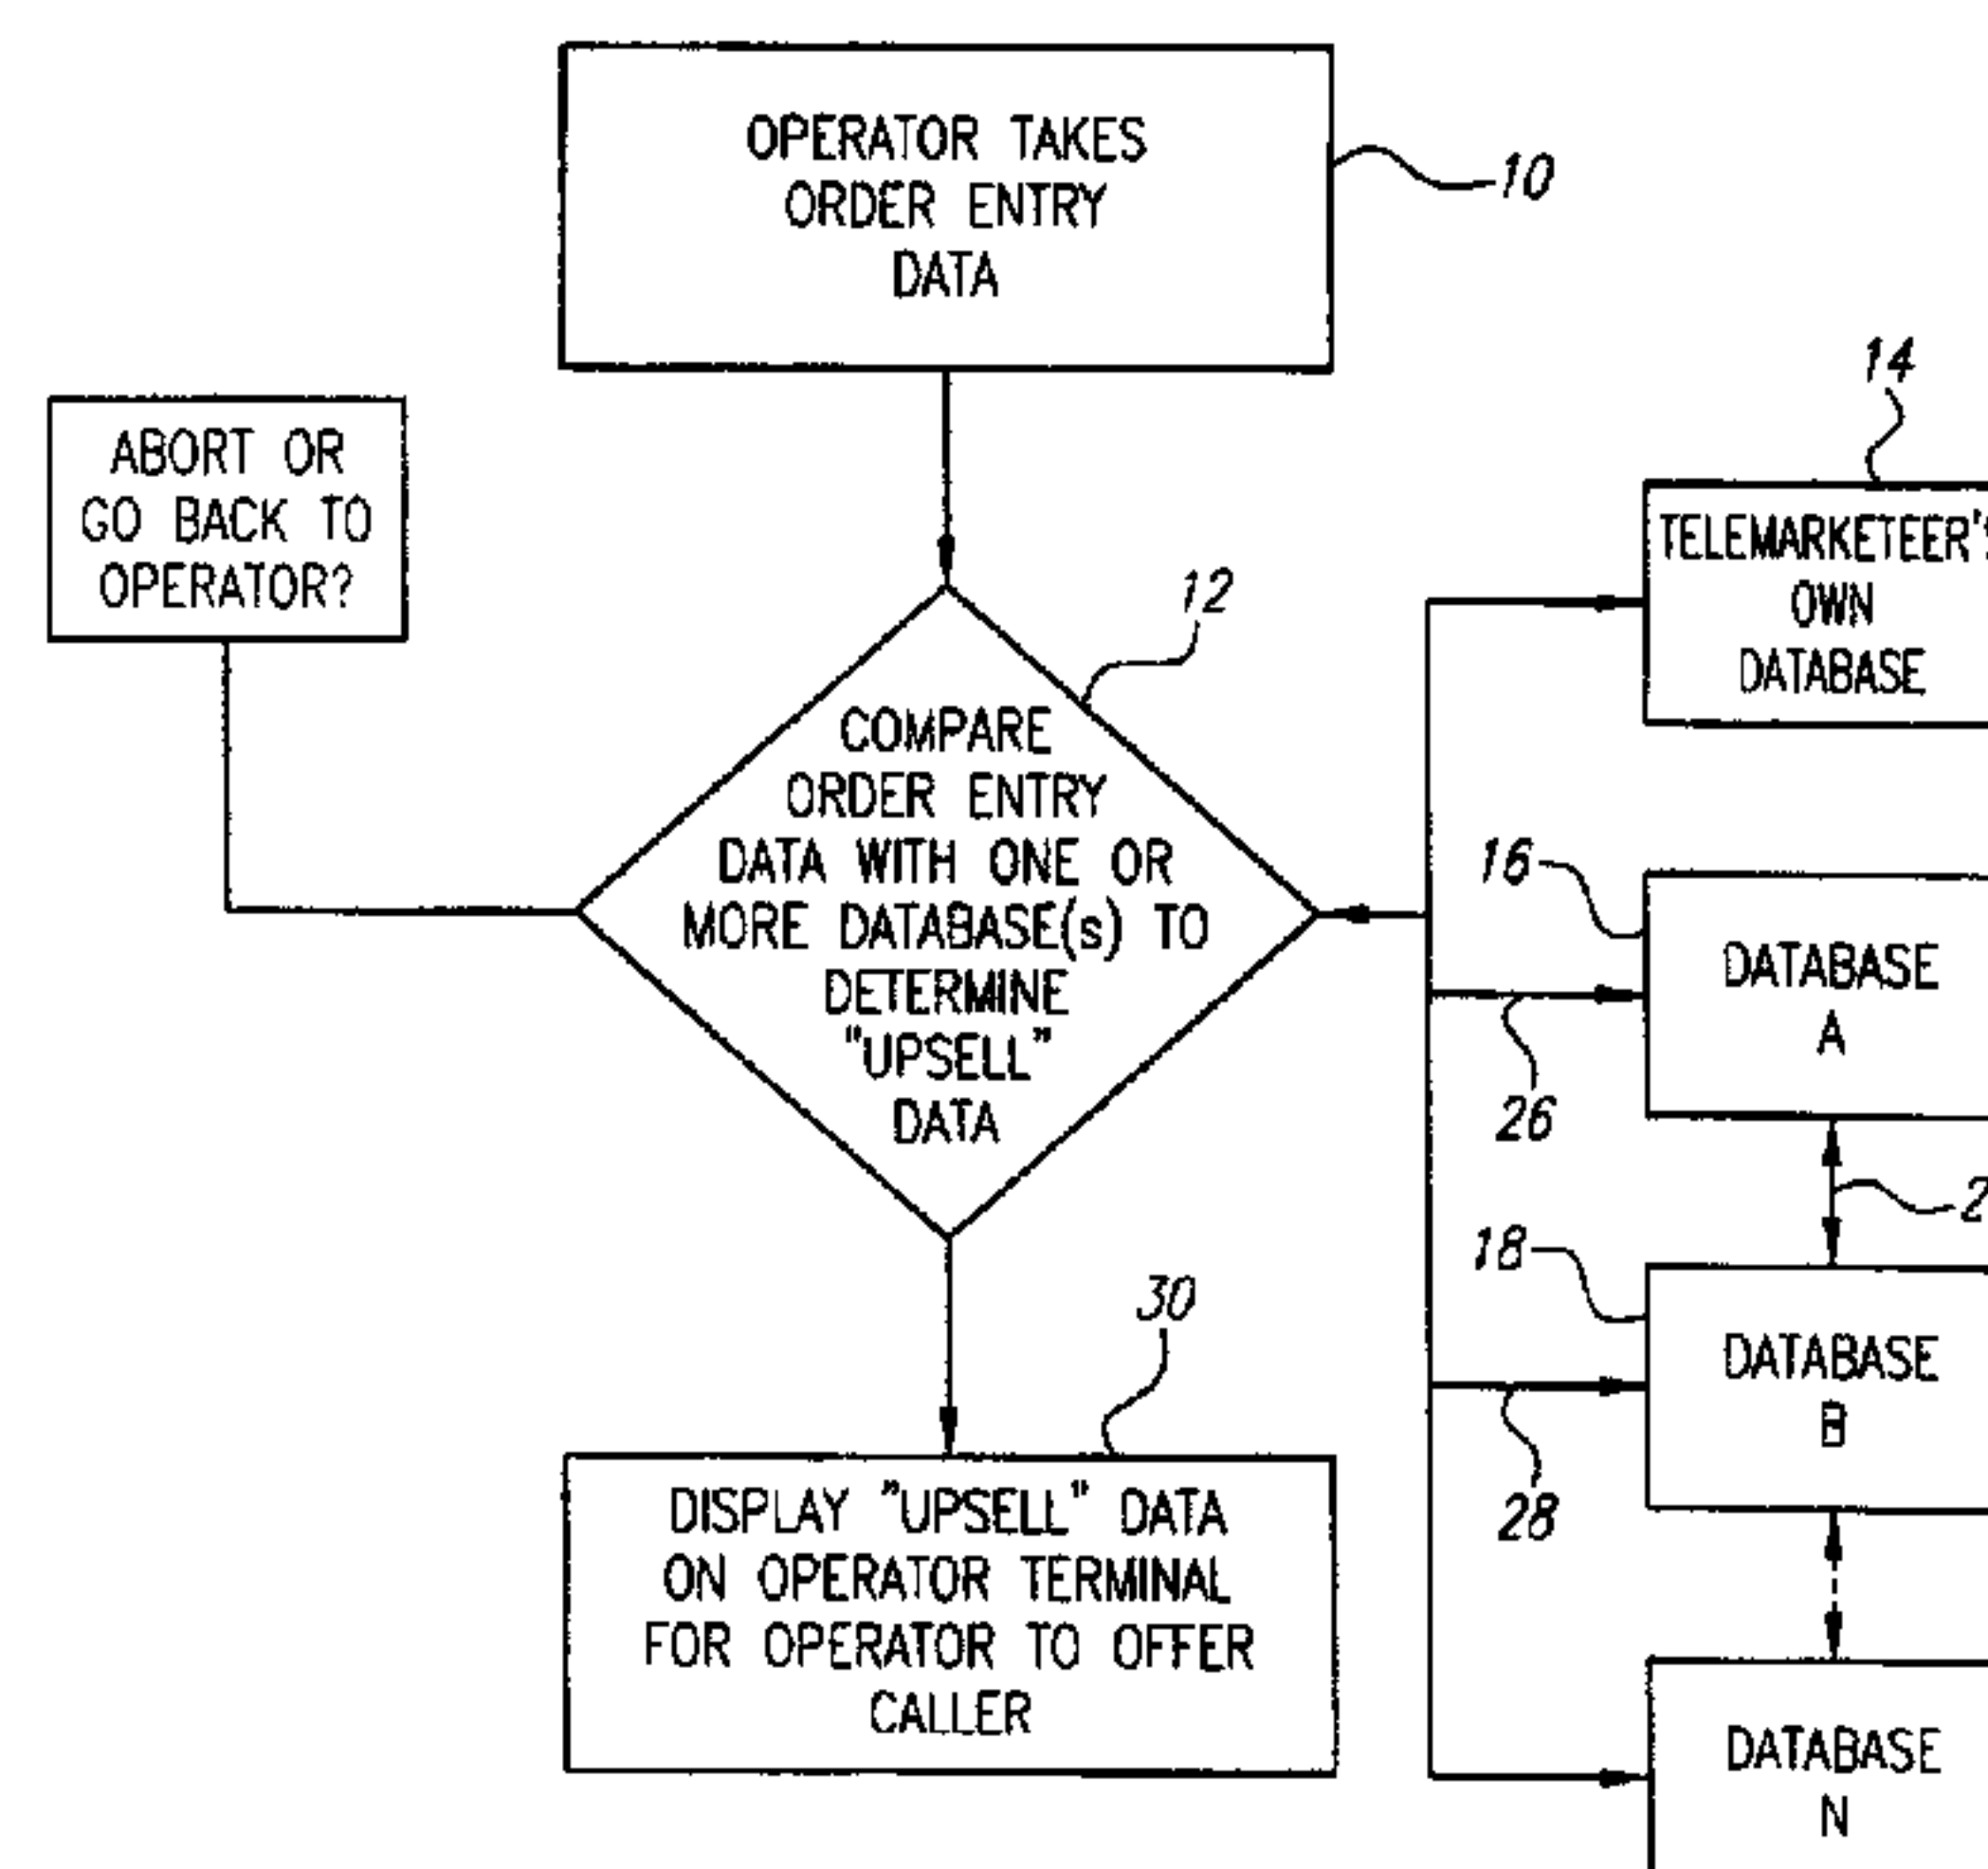 OPERATOR TAKES
ORDER ENTRY
DATA
10
ABORT OR
GO BACK TO
OPERATOR?
12
COMPARE
ORDER ENTRY
DATA WITH ONE OR
MORE DATABASE(s) TO
DETERMINE
"UPSELL"
DATA
14
TELEMARKETEER'S
OWN
DATABASE
16
DATABASE
A
26
2
18
DATABASE
B
28
30
DISPLAY "UPSELL" DATA
ON OPERATOR TERMINAL
FOR OPERATOR TO OFFER
CALLER
DATABASE
N